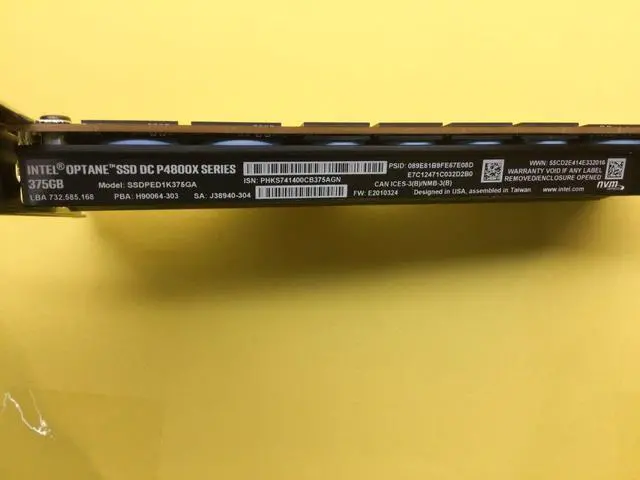 INTEL® OPTANE™ SSD DC P4800X SERIES
375GB
Model: SSDPED1K375GA
LBA 732,585,168
PBA: H90064-303
SA: J38940-304
ISN: PHKS741400CB375AGN
PSID: 089E81B9FE67E08D
E7C12471C032D2B0
CAN ICES-3(B)/NMB-3(B)
FW: E2010324
Designed in USA, assembled in Taiwan
WWN: 55CD2E414E332016
WARRANTY VOID IF ANY LABEL
REMOVED/ENCLOSURE OPENED
www.intel.com
nvm